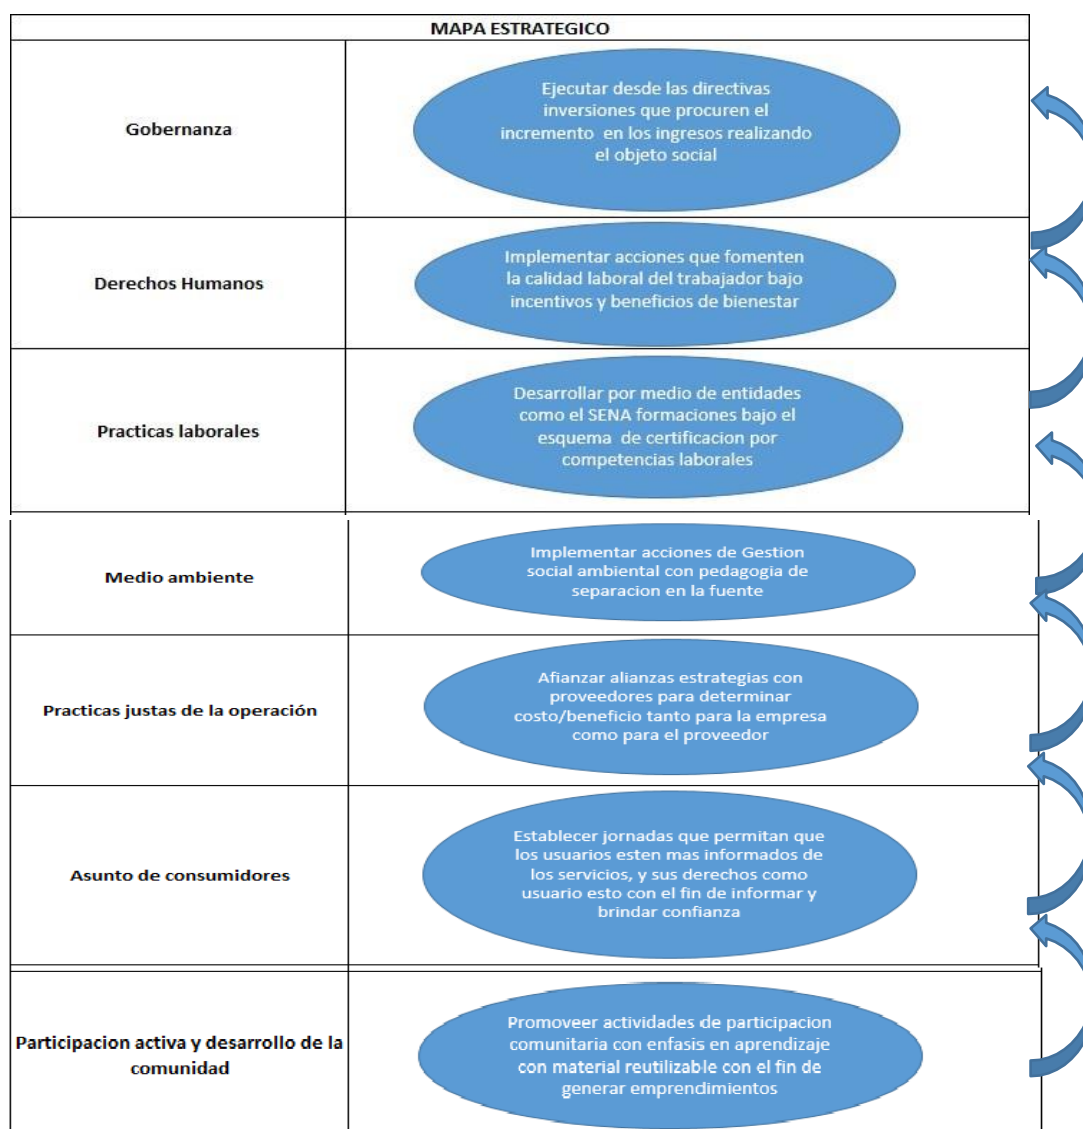 MAPA ESTRATEGICO
Gobernanza
Ejecutar desde las directivas
inversiones que procuren el
incremento en los ingresos realizando
el objeto social
Derechos Humanos
Implementar acciones que fomenten
la calidad laboral del trabajador bajo
incentivos y beneficios de bienestar
Practicas laborales
Desarrollar por medio de entidades
como el SENA formaciones bajo el
esquema de certificacion por
competencias laborales
Medio ambiente
Implementar acciones de Gestion
social ambiental con pedagogia de
separacion en la fuente
Practicas justas de la operación
Afianzar alianzas estrategias con
proveedores para determinar
costo/beneficio tanto para la empresa
como para el proveedor
Asunto de consumidores
Establecer jornadas que permitan que
los usuarios esten mas informados de
los servicios, y sus derechos como
usuario esto con el fin de informar y
brindar confianza
Participacion activa y desarrollo de la
comunidad
Promoveer actividades de participacion
comunitaria con enfasis en aprendizaje
con material reutilizable con el fin de
generar emprendimientos